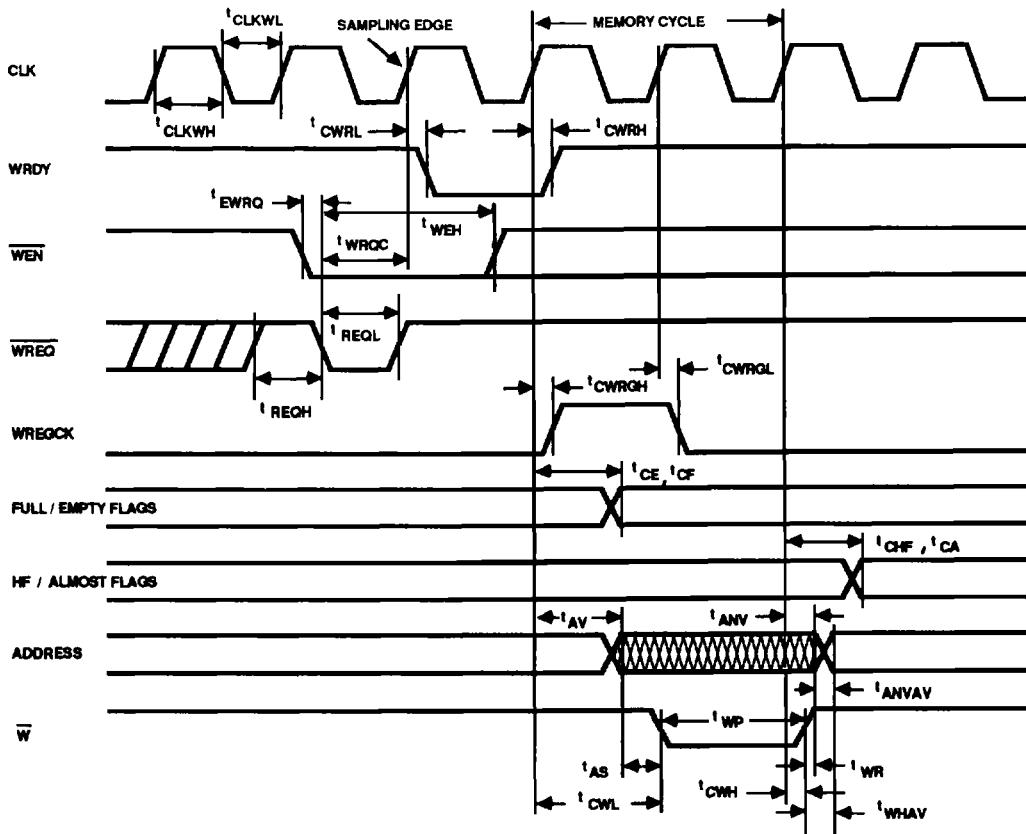 t CLKWL
SAMPLING EDGE
MEMORY CYCLE
CLK
t CLKWH
t CWRL
t CWRH
WRDY
t EWRQ
t WEH
WEN
t WRQC
t REQL
WREQ
t CWRGL
t CWRGH
t REQH
WREGCK
t CE, t CF
FULL / EMPTY FLAGS
t CHF , t CA
HF / ALMOST FLAGS
t AV
t ANV
ADDRESS
t ANVAV
t WP
W
t AS
t WR
t CWH
t CWL
t WHAV